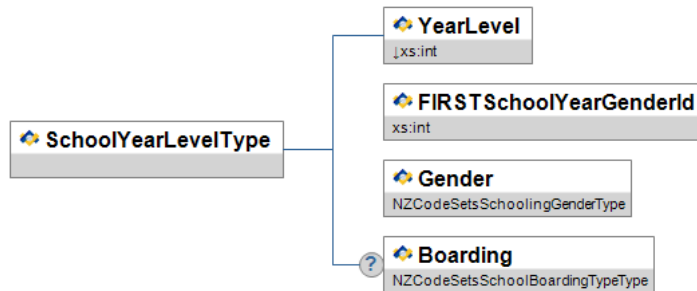 YearLevel
↓xs:int
FIRSTSchoolYearGenderId
xs:int
SchoolYearLevelType
Gender
NZCodeSetsSchoolingGenderType
?
Boarding
NZCodeSetsSchoolBoardingTypeType